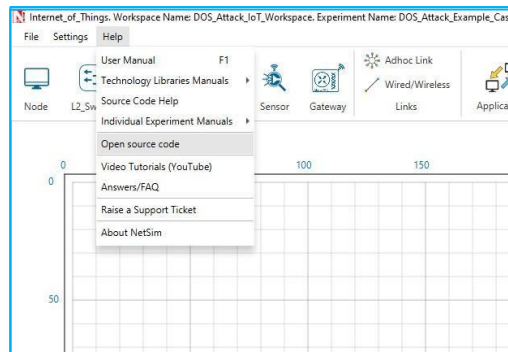 Internet_of_Things. Workspace Name: DOS_Attack_IoT_Workspace. Experiment Name: DOS_Attack_Example_Cas
File Settings Help
User Manual F1
Technology Libraries Manuals
Source Code Help
Individual Experiment Manuals
Open source code
Video Tutorials (YouTube)
Answers/FAQ
Raise a Support Ticket
About NetSim
Adhoc Link
Wired/Wireless
Node L2_Sw Sensor Gateway Links Applica
0 100 150
0
50